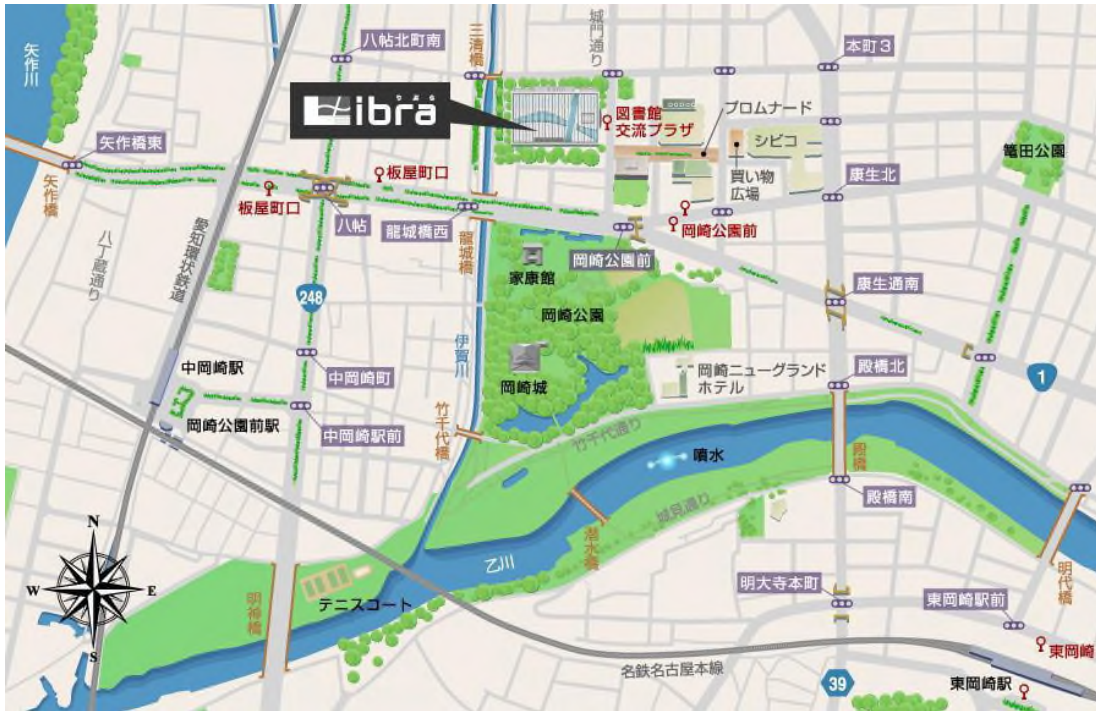 城門通り
三清橋
八帖北町南
本町3
矢作川
Libra
りぶら
図書館
交流プラザ
プロムナード
シビコ
買い物
広場
籠田公園
矢作橋東
矢作橋
板屋町口
板屋町口
八帖
龍城橋西
龍城橋
岡崎公園前
岡崎公園前
康生北
康生通南
八丁蔵通り
愛知環状鉄道
248
家康館
岡崎公園
岡崎城
伊賀川
中岡崎駅
中岡崎町
岡崎公園前駅
中岡崎駅前
竹千代橋
竹千代通り
岡崎ニューグランド
ホテル
殿橋北
1
噴水
殿橋
殿橋南
城見通り
潜水橋
乙川
N
W
E
S
テニスコート
明神橋
明大寺本町
東岡崎駅前
明代橋
東岡崎
名鉄名古屋本線
39
東岡崎駅